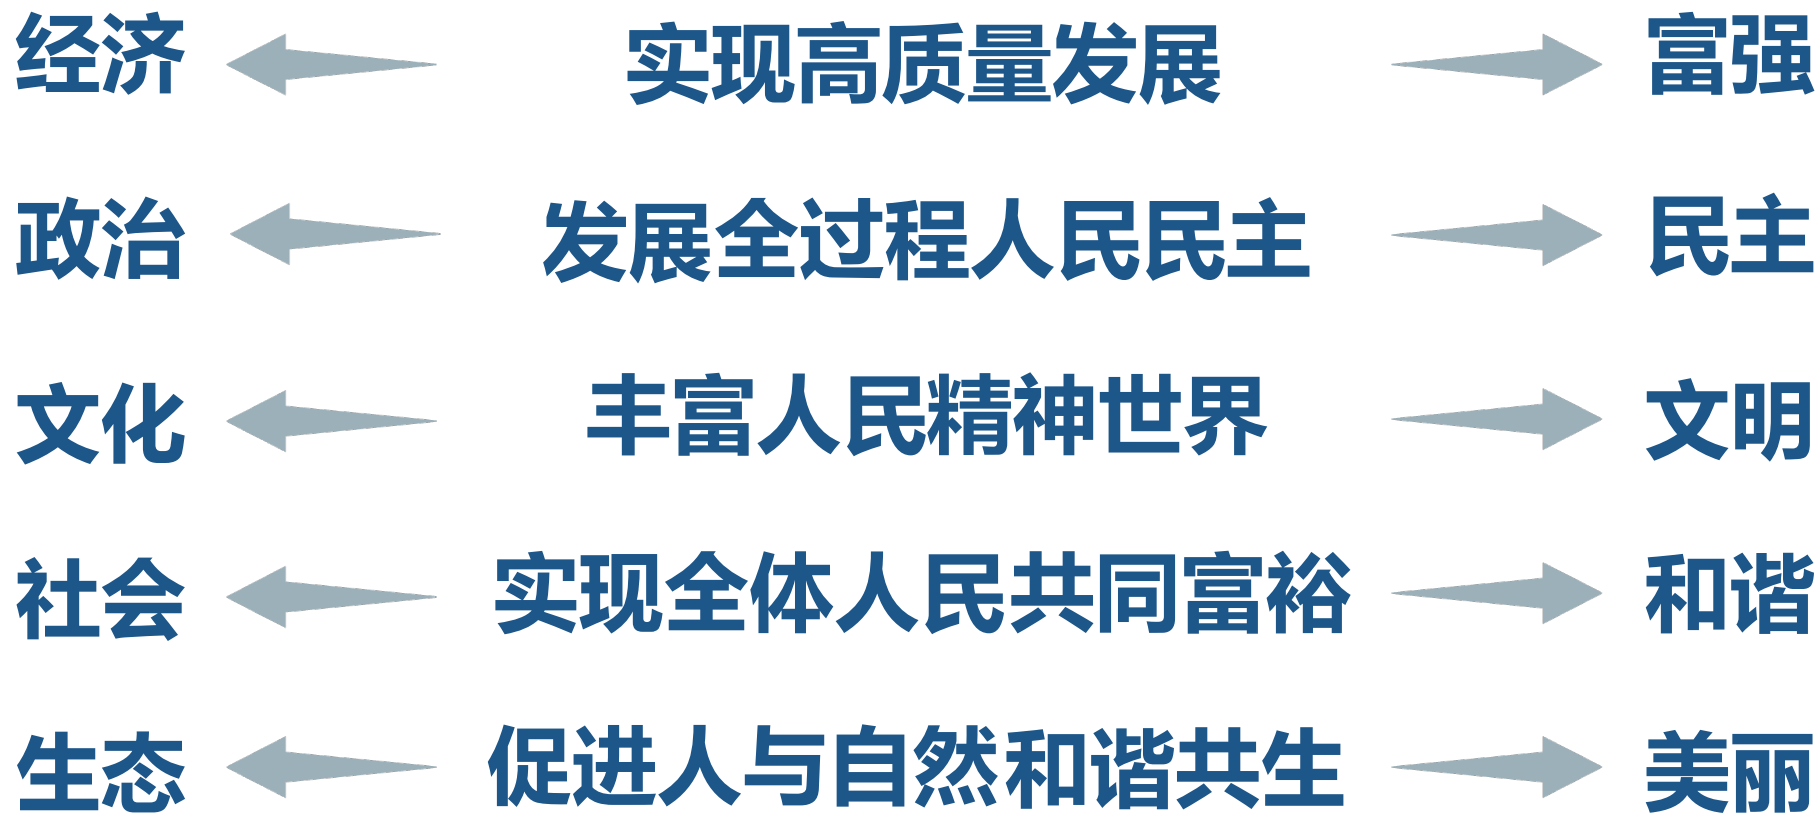 经济 实现高质量发展 富强
政治 发展全过程人民民主 民主
文化 丰富人民精神世界 文明
社会 实现全体人民共同富裕 和谐
生态 促进人与自然和谐共生 美丽